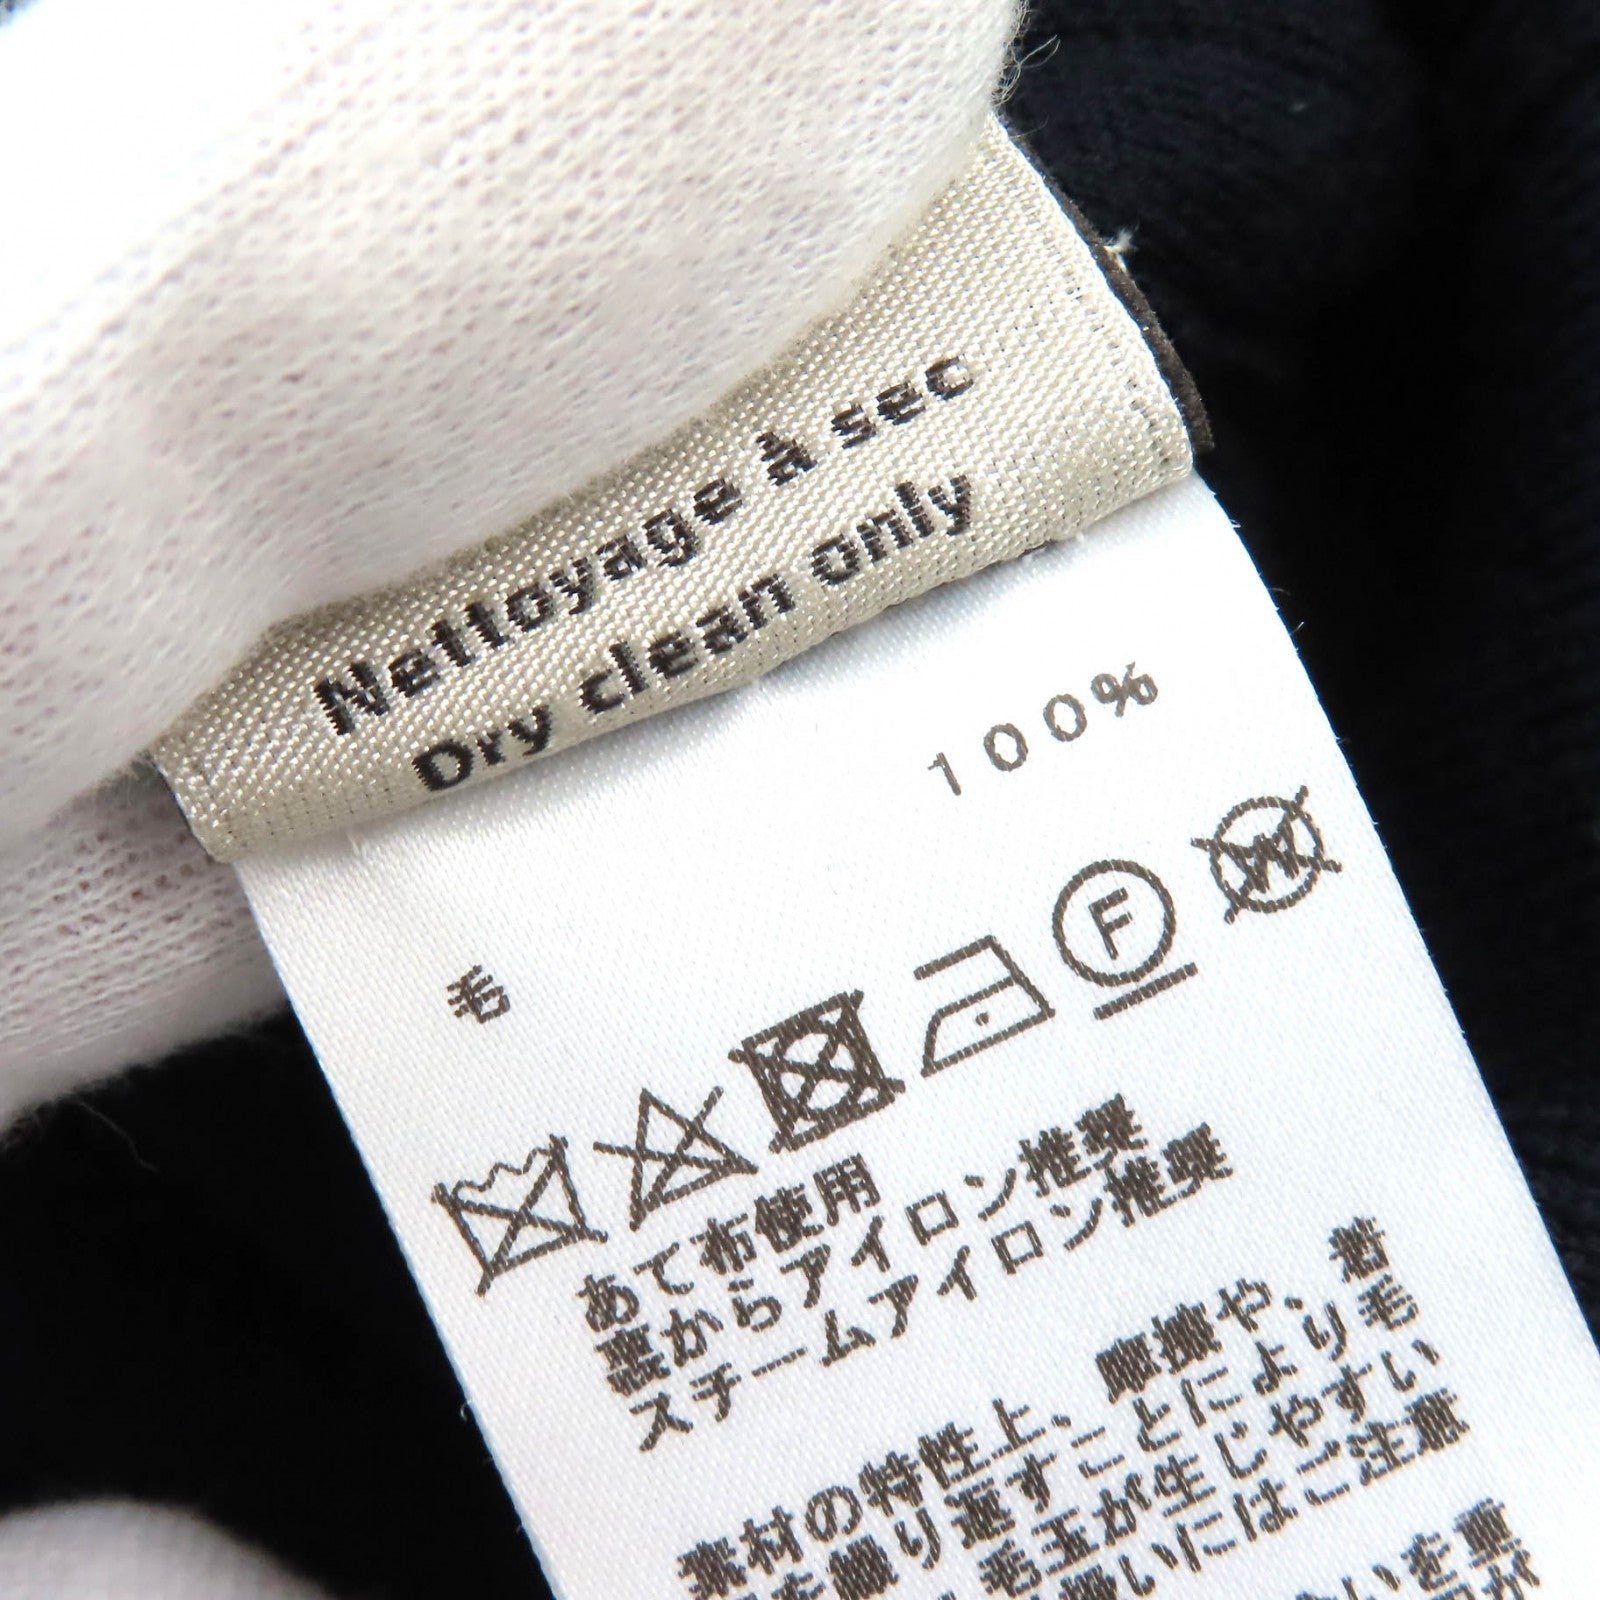 Nettoyage À sec
Dry clean only
毛 100%
F W
あて布使用
裏からアイロン推奨
スチームアイロン推奨
素材の特性上、摩擦や、着
を繰り返すことにより毛
毛玉が生じやすい
扱いにはご注意